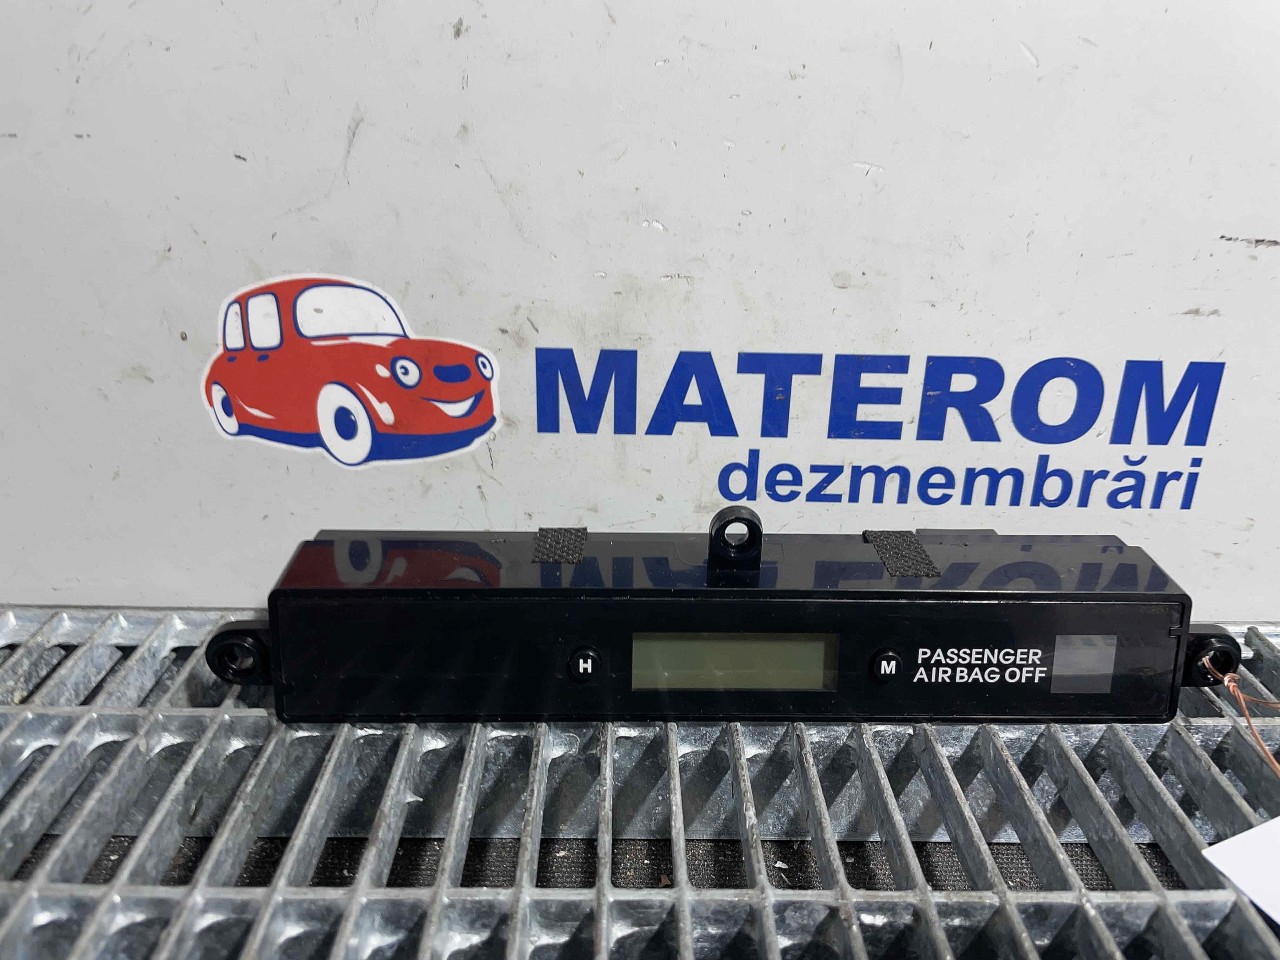 MATEROM
dezmembrări
H
M
PASSENGER
AIR BAG OFF